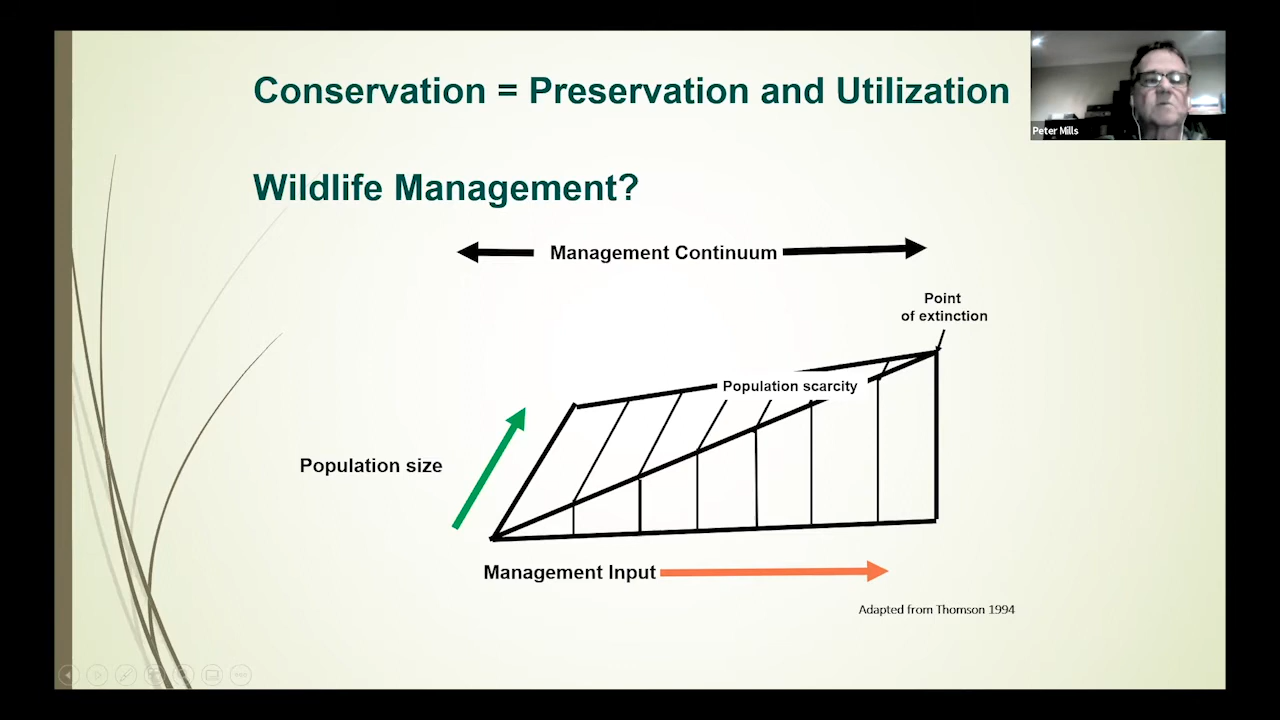 Conservation = Preservation and Utilization
Peter Mills
Wildlife Management?
Management Continuum
Point
of extinction
Population scarcity
Population size
Management Input
Adapted from Thomson 1994